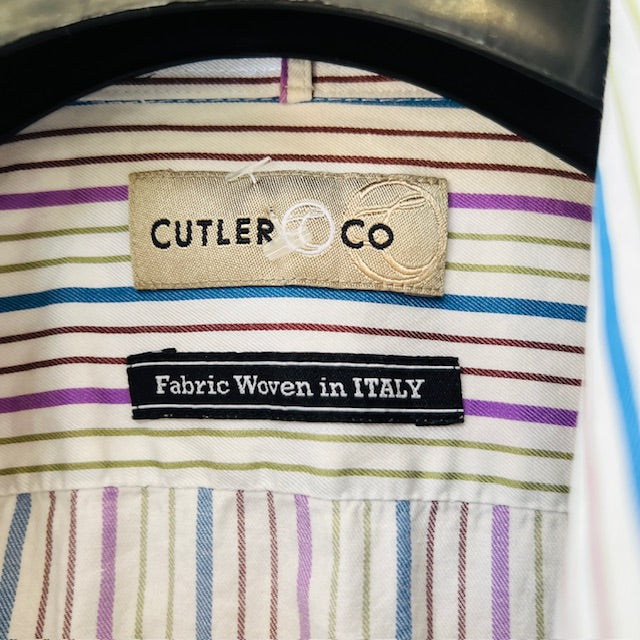 CUTLER & CO
Fabric Woven in ITALY